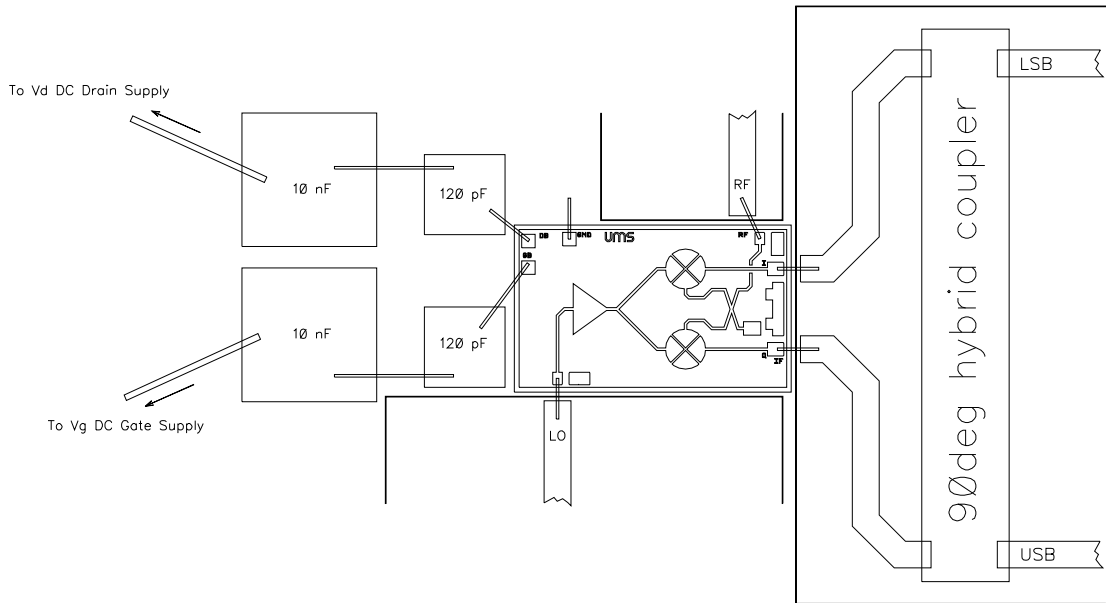 To Vd DC Drain Supply
10 nF
120 pF
DB
GND
ums
GB
RF
RF
I
10 nF
120 pF
Q
IF
To Vg DC Gate Supply
LO
LSB
90deg hybrid coupler
USB